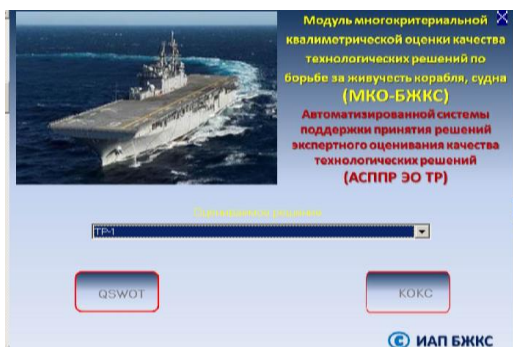 Модуль многокритериальной
квалиметрической оценки качества
технологических решений по
борьбе за живучесть корабля, судна
(МКО-БЖКС)
Автоматизированной системы
поддержки принятия решений
экспертного оценивания качества
технологических решений
(АСППР ЭО ТР)
Оцениваемое решение
ТР-1
QSWOT
КОКС
© ИАП БЖКС